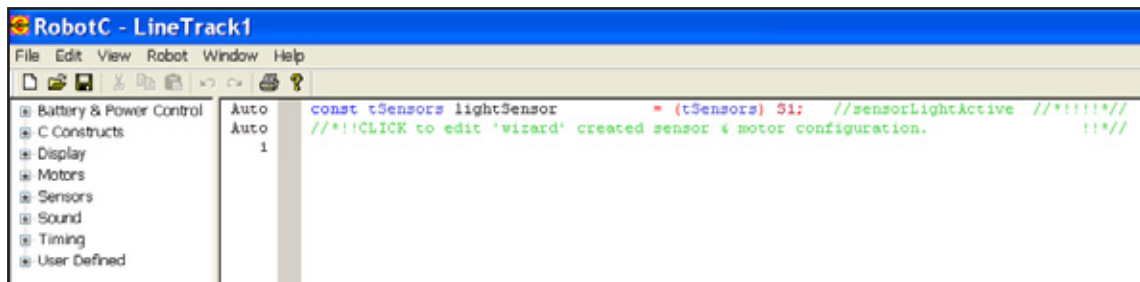 RobotC - LineTrack1
File Edit View Robot Window Help
Battery & Power Control
C Constructs
Display
Motors
Sensors
Sound
Timing
User Defined
Auto const tSensors lightSensor = (tSensors) S1; //sensorLightActive //*!!!!*//
Auto //*!!CLICK to edit 'wizard' created sensor & motor configuration. !!*//
1